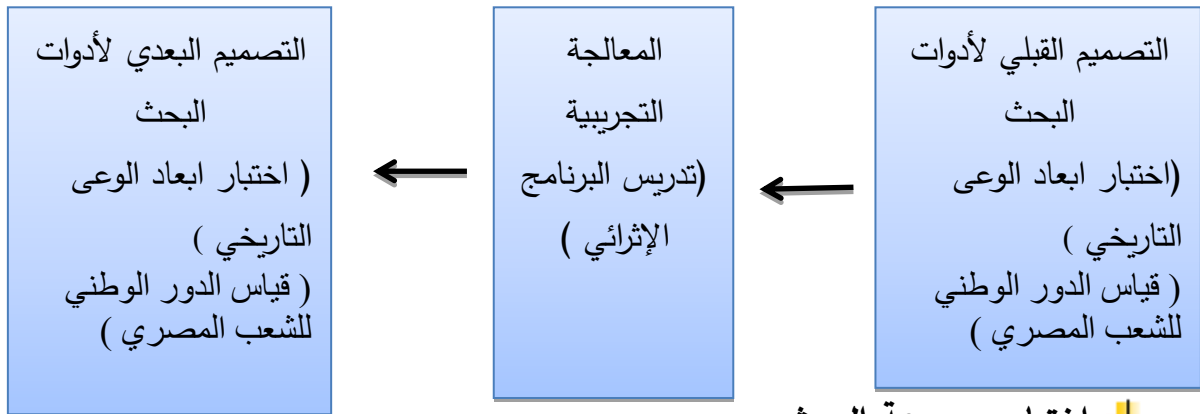 التصميم القبلي لأدوات
البحث
(اختبار ابعاد الوعى
التاريخي )
( قياس الدور الوطني
للشعب المصري )
المعالجة
التجريبية
(تدريس البرنامج
الإثرائي )
التصميم البعدي لأدوات
البحث
( اختبار ابعاد الوعى
التاريخي )
( قياس الدور الوطني
للشعب المصري )